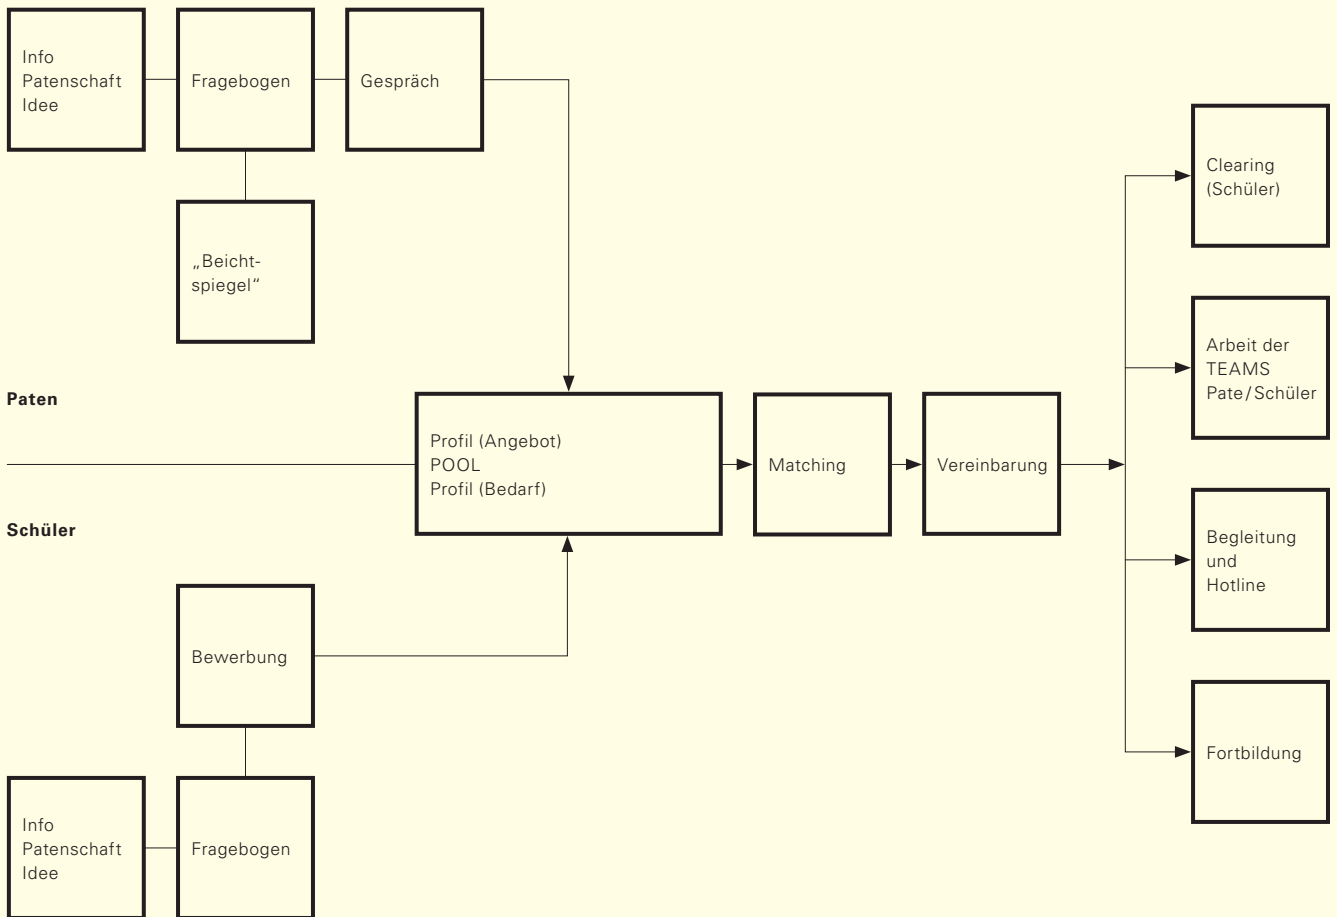 Info
Patenschaft
Idee
Fragebogen
Gespräch
„Beicht-
spiegel“
Paten
Schüler
Profil (Angebot)
POOL
Profil (Bedarf)
Matching
Vereinbarung
Clearing
(Schüler)
Arbeit der
TEAMS
Pate/Schüler
Begleitung
und
Hotline
Fortbildung
Bewerbung
Info
Patenschaft
Idee
Fragebogen